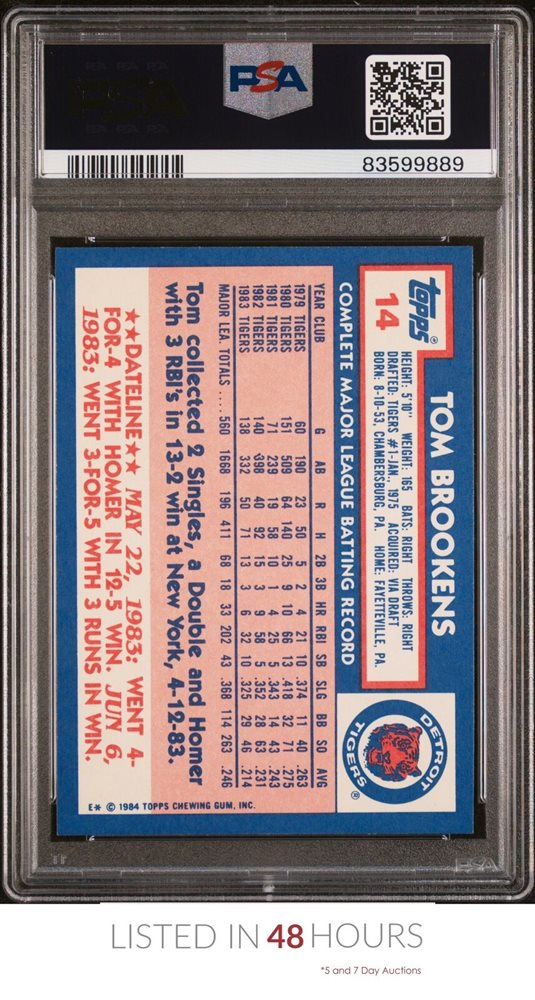 PSA
83599889
topps®
14
TOM BROOKENS
HEIGHT: 5'10" WEIGHT: 165 BATS: RIGHT THROWS: RIGHT
DRAFTED: TIGERS #1-JAN., 1975 ACQUIRED: VIA DRAFT
BORN: 8-10-53, CHAMBERSBURG, PA HOME: FAYETTEVILLE, PA.
DETROIT
TIGERS ®
COMPLETE MAJOR LEAGUE BATTING RECORD
YEAR CLUB G AB R H 2B 3B HR RBI SB SLG BB SO AVG
1979 TIGERS 60 190 23 50 5 2 4 21 10 .374 11 40 .263
1980 TIGERS 151 509 64 140 25 9 10 66 13 .418 32 71 .275
1981 TIGERS 71 239 19 58 10 1 4 25 5 .343 14 43 .243
1982 TIGERS 140 398 40 92 15 3 9 58 5 .352 28 63 .231
1983 TIGERS 138 332 50 71 13 3 6 32 10 .325 29 46 .214
MAJOR LEA. TOTALS .... 560 1668 196 411 68 18 33 202 43 .368 114 263 .246
Tom collected 2 Singles, a Double and Homer
with 3 RBI's in 13-2 win at New York, 4-12-83.
★★DATELINE★★ MAY 22, 1983: WENT 4-
FOR-4 WITH HOMER IN 12-5 WIN. JUN 6,
1983: WENT 3-FOR-5 WITH 3 RUNS IN WIN.
E* © 1984 TOPPS CHEWING GUM, INC.
PSA
LISTED IN 48 HOURS
*5 and 7 Day Auctions